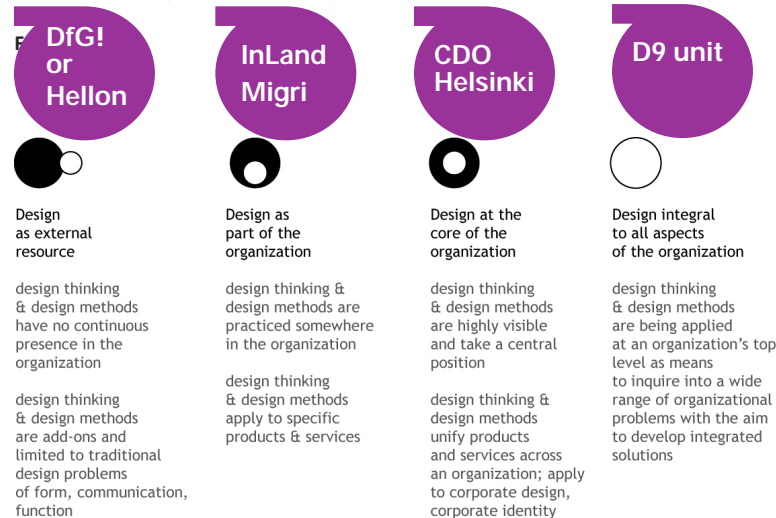 F
DfG!
or
Hellon
Design
as external
resource
design thinking
& design methods
have no continuous
presence in the
organization
design thinking
& design methods
are add-ons and
limited to traditional
design problems
of form, communication,
function
InLand
Migri
Design as
part of the
organization
design thinking &
design methods are
practiced somewhere
in the organization
design thinking
& design methods
apply to specific
products & services
CDO
Helsinki
Design at the
core of the
organization
design thinking
& design methods
are highly visible
and take a central
position
design thinking &
design methods
unify products
and services across
an organization; apply
to corporate design,
corporate identity
D9 unit
Design integral
to all aspects
of the organization
design thinking
& design methods
are being applied
at an organization’s top
level as means
to inquire into a wide
range of organizational
problems with the aim
to develop integrated
solutions